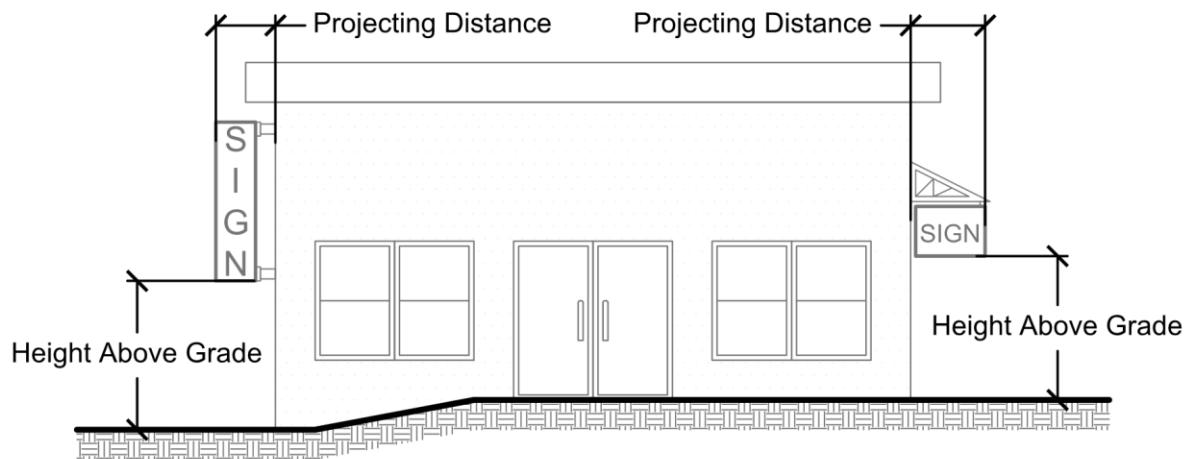 Projecting Distance
Projecting Distance
S
I
G
N
SIGN
Height Above Grade
Height Above Grade